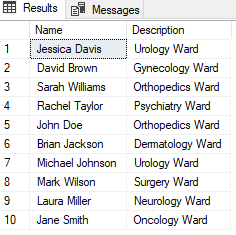 Results Messages
Name Description
1 Jessica Davis Urology Ward
2 David Brown Gynecology Ward
3 Sarah Williams Orthopedics Ward
4 Rachel Taylor Psychiatry Ward
5 John Doe Orthopedics Ward
6 Brian Jackson Dermatology Ward
7 Michael Johnson Urology Ward
8 Mark Wilson Surgery Ward
9 Laura Miller Neurology Ward
10 Jane Smith Oncology Ward